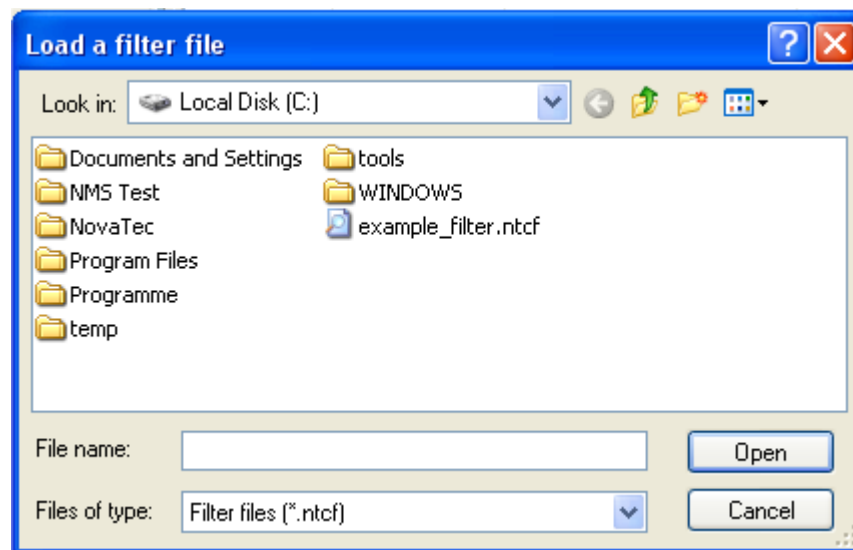 Load a filter file
Look in: Local Disk (C:)
Documents and Settings
NMS Test
NovaTec
Program Files
Programme
temp
tools
WINDOWS
example_filter.ntcf
File name:
Open
Files of type: Filter files (*.ntcf)
Cancel